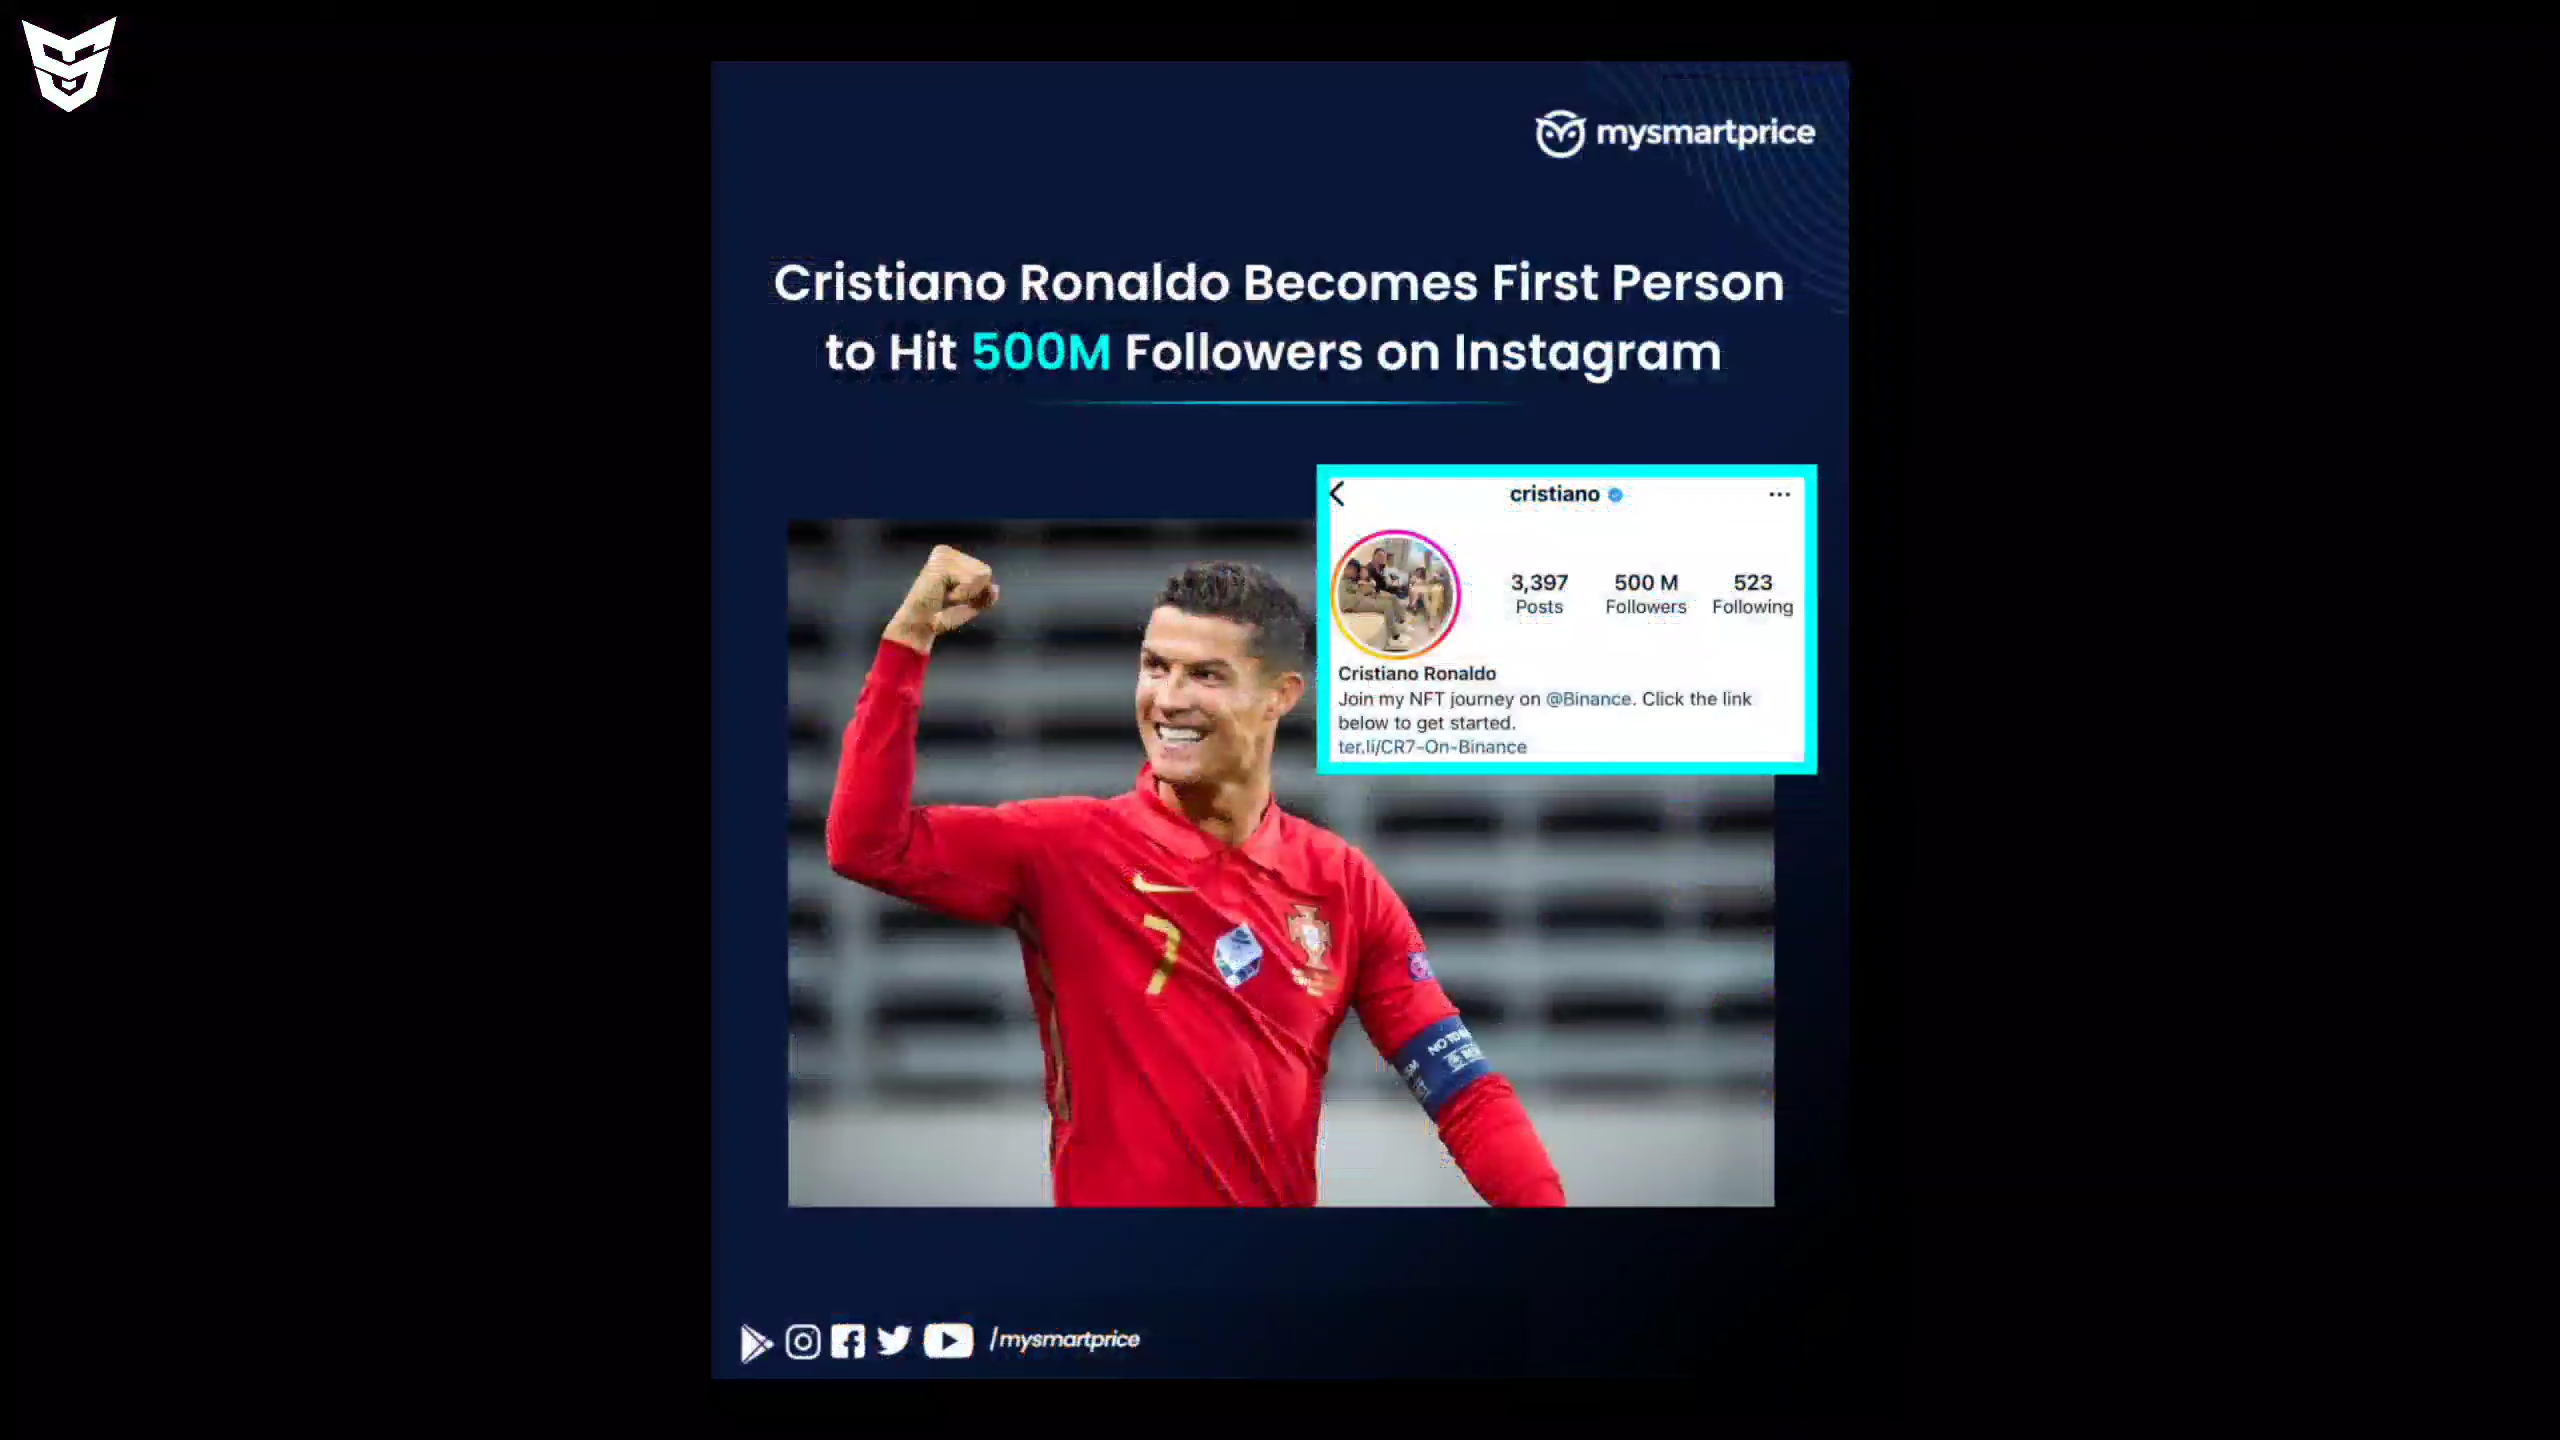 mysmartprice
Cristiano Ronaldo Becomes First Person
to Hit 500M Followers on Instagram
cristiano
3,397 500 M 523
Posts Followers Following
Cristiano Ronaldo
Join my NFT journey on @Binance. Click the link
below to get started.
ter.li/CR7-On-Binance
7
NO TO
/mysmartprice